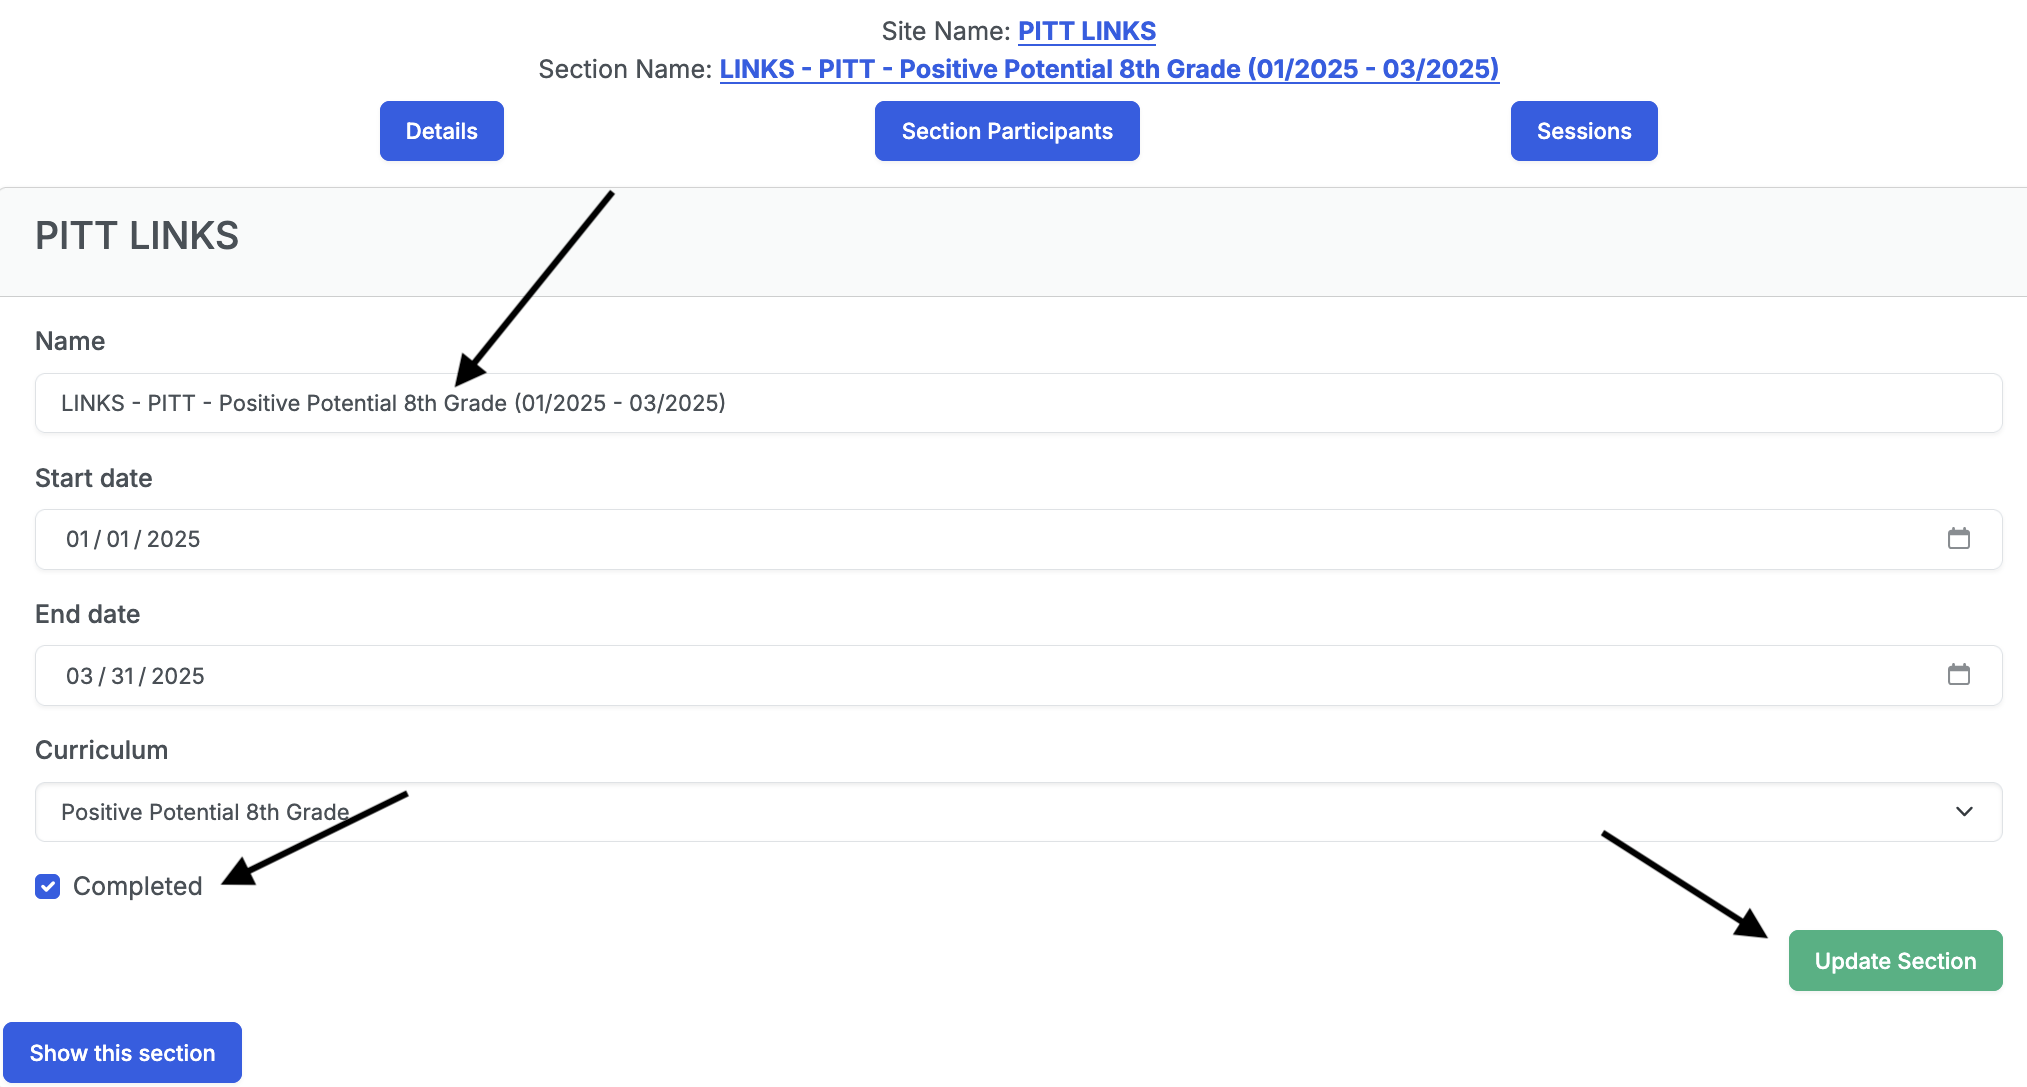 Site Name: PITT LINKS
Section Name: LINKS - PITT - Positive Potential 8th Grade (01/2025 - 03/2025)
Details
Section Participants
Sessions
PITT LINKS
Name
LINKS - PITT - Positive Potential 8th Grade (01/2025 - 03/2025)
Start date
01 / 01 / 2025
End date
03 / 31 / 2025
Curriculum
Positive Potential 8th Grade
Completed
Update Section
Show this section